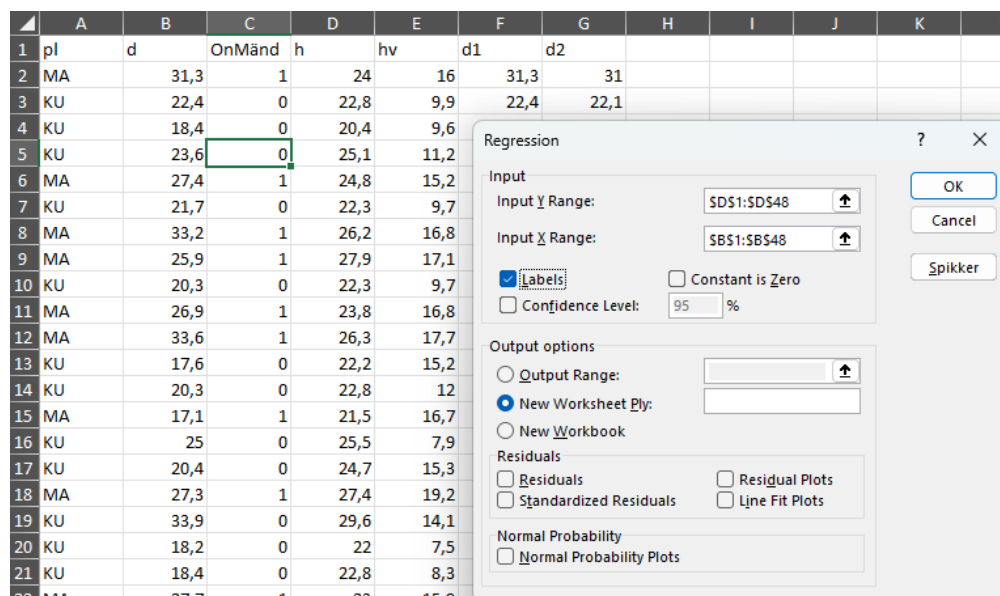 A B C D E F G H I J K
1 pl d OnMänd h hv d1 d2
2 MA 31,3 1 24 16 31,3 31
3 KU 22,4 0 22,8 9,9 22,4 22,1
4 KU 18,4 0 20,4 9,6
5 KU 23,6 0 25,1 11,2
6 MA 27,4 1 24,8 15,2
7 KU 21,7 0 22,3 9,7
8 MA 33,2 1 26,2 16,8
9 MA 25,9 1 27,9 17,1
10 KU 20,3 0 22,3 9,7
11 MA 26,9 1 23,8 16,8
12 MA 33,6 1 26,3 17,7
13 KU 17,6 0 22,2 15,2
14 KU 20,3 0 22,8 12
15 MA 17,1 1 21,5 16,7
16 KU 25 0 25,5 7,9
17 KU 20,4 0 24,7 15,3
18 MA 27,3 1 27,4 19,2
19 KU 33,9 0 29,6 14,1
20 KU 18,2 0 22 7,5
21 KU 18,4 0 22,8 8,3
Regression ?
Input
Input Y Range: $D$1:$D$48
Input X Range: $B$1:$B$48
Labels Constant is Zero
Confidence Level: 95 %
Output options
Output Range:
New Worksheet Ply:
New Workbook
Residuals
Residuals Residual Plots
Standardized Residuals Line Fit Plots
Normal Probability
Normal Probability Plots
OK
Cancel
Spikker